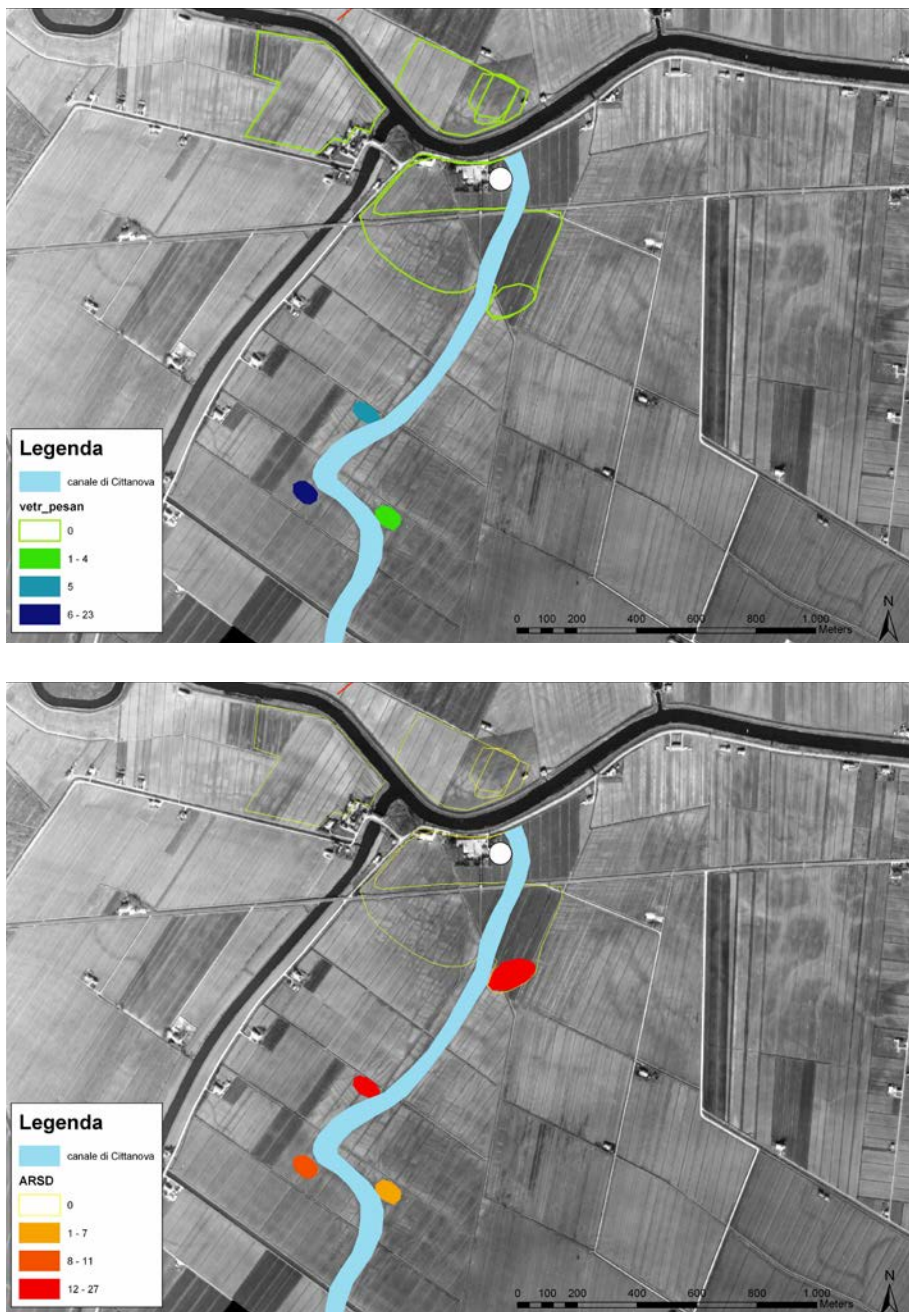 Legenda
canale di Cittanova
vetr_pesan
0
1 - 4
5
6 - 23
0 100 200 400 600 800 1.000
Meters
N
Legenda
canale di Cittanova
ARSD
0
1 - 7
8 - 11
12 - 27
0 100 200 400 600 800 1.000
Meters
N